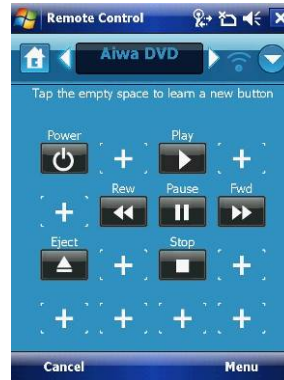 Remote Control
Aiwa DVD
Tap the empty space to learn a new button
Power Play
Rew Pause Fwd
Eject Stop
Cancel Menu